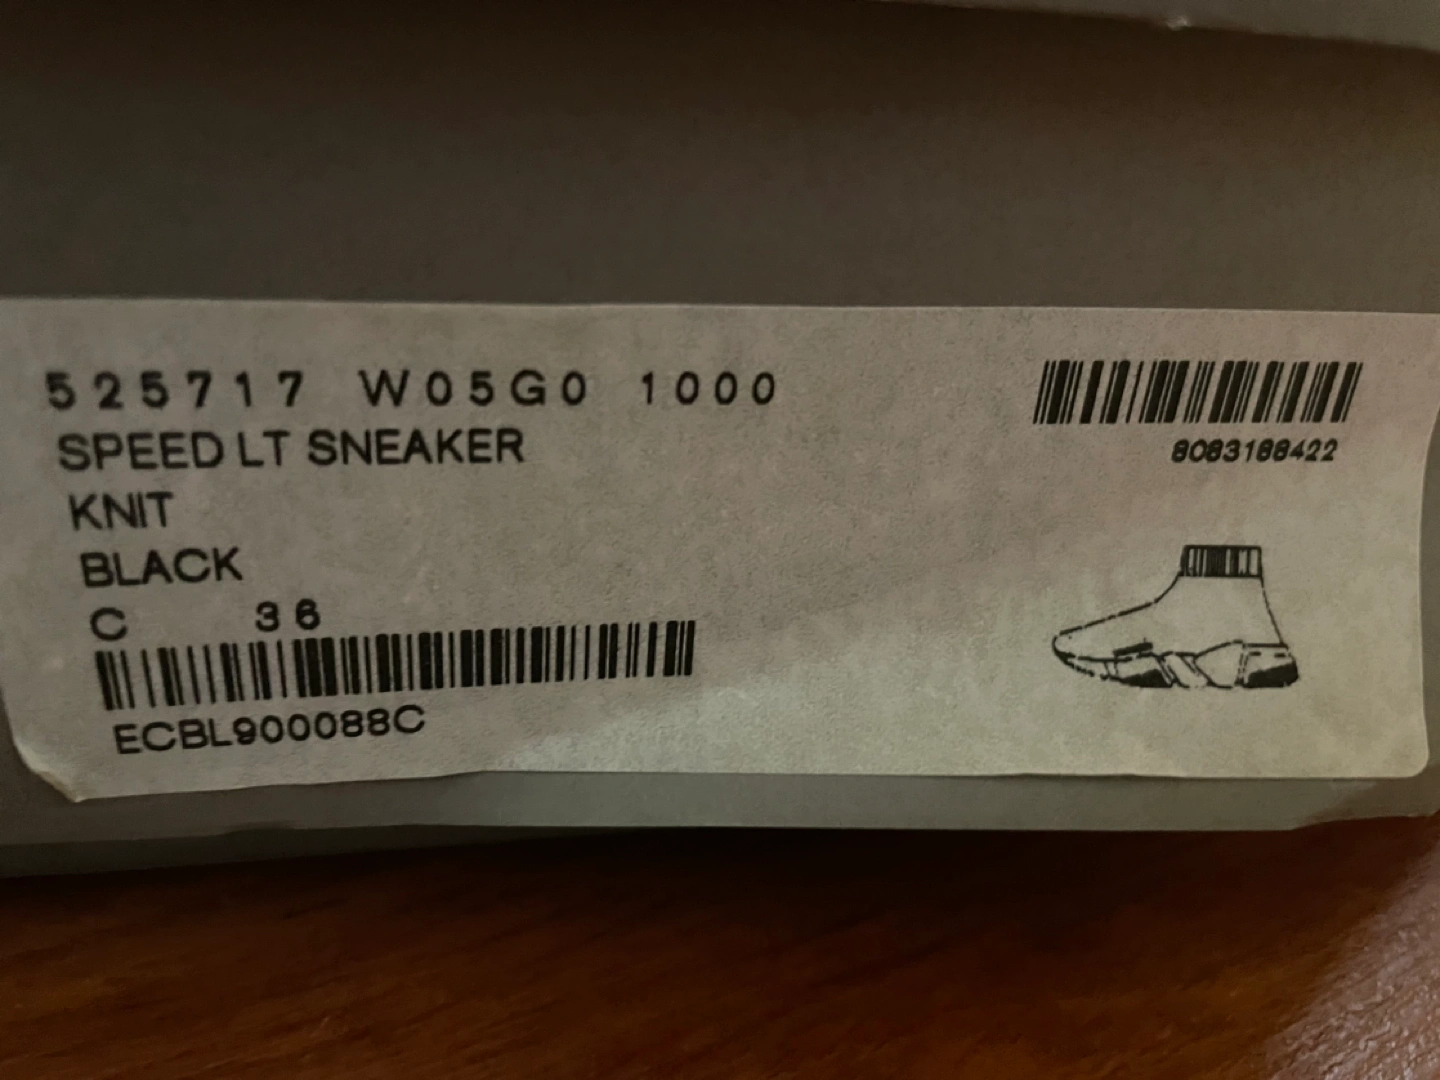 525717 W05G0 1000
SPEED LT SNEAKER
KNIT
BLACK
C 36
ECBL900088C
8083188422